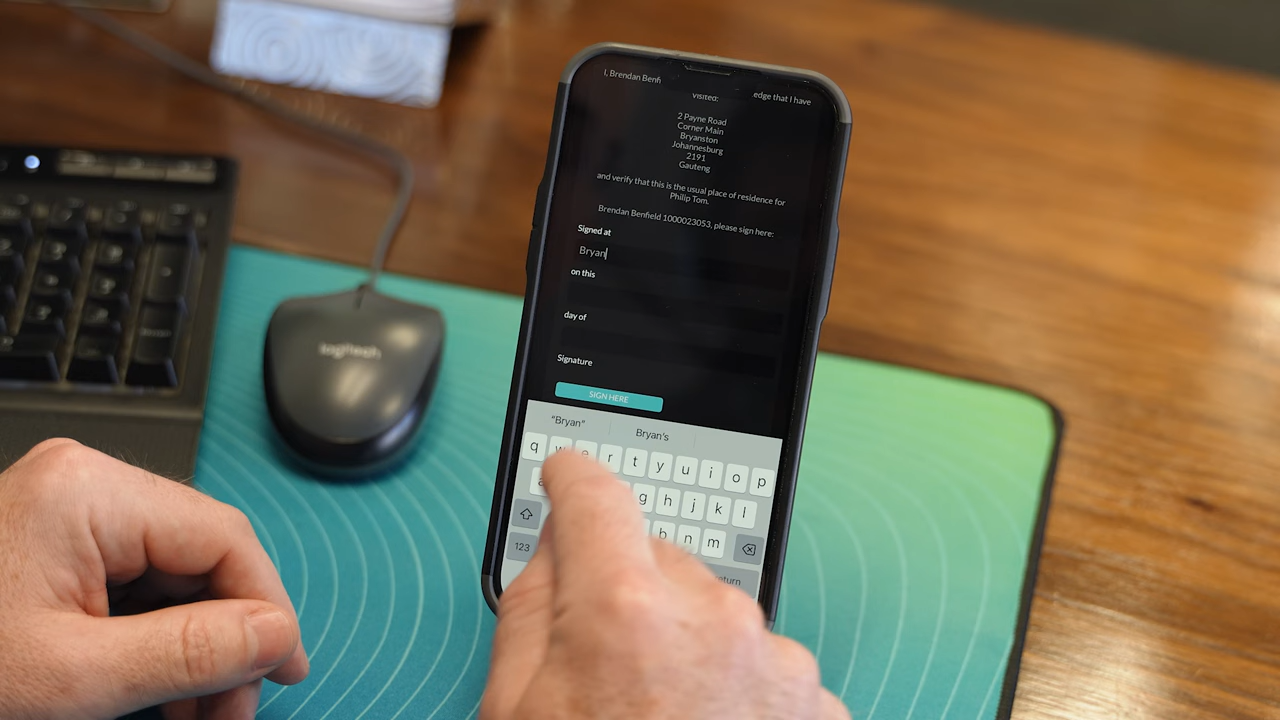 I, Brendan Benfi
edge that I have
visited:
2 Payne Road
Corner Main
Bryanston
Johannesburg
2191
Gauteng
and verify that this is the usual place of residence for
Philip Tom.
Brendan Benfield 1000023053, please sign here:
Signed at
Bryan
on this
day of
Signature
SIGN HERE
"Bryan" Bryan's
q w e r t y u i o p
a g h j k l
b n m
123 return
logitech